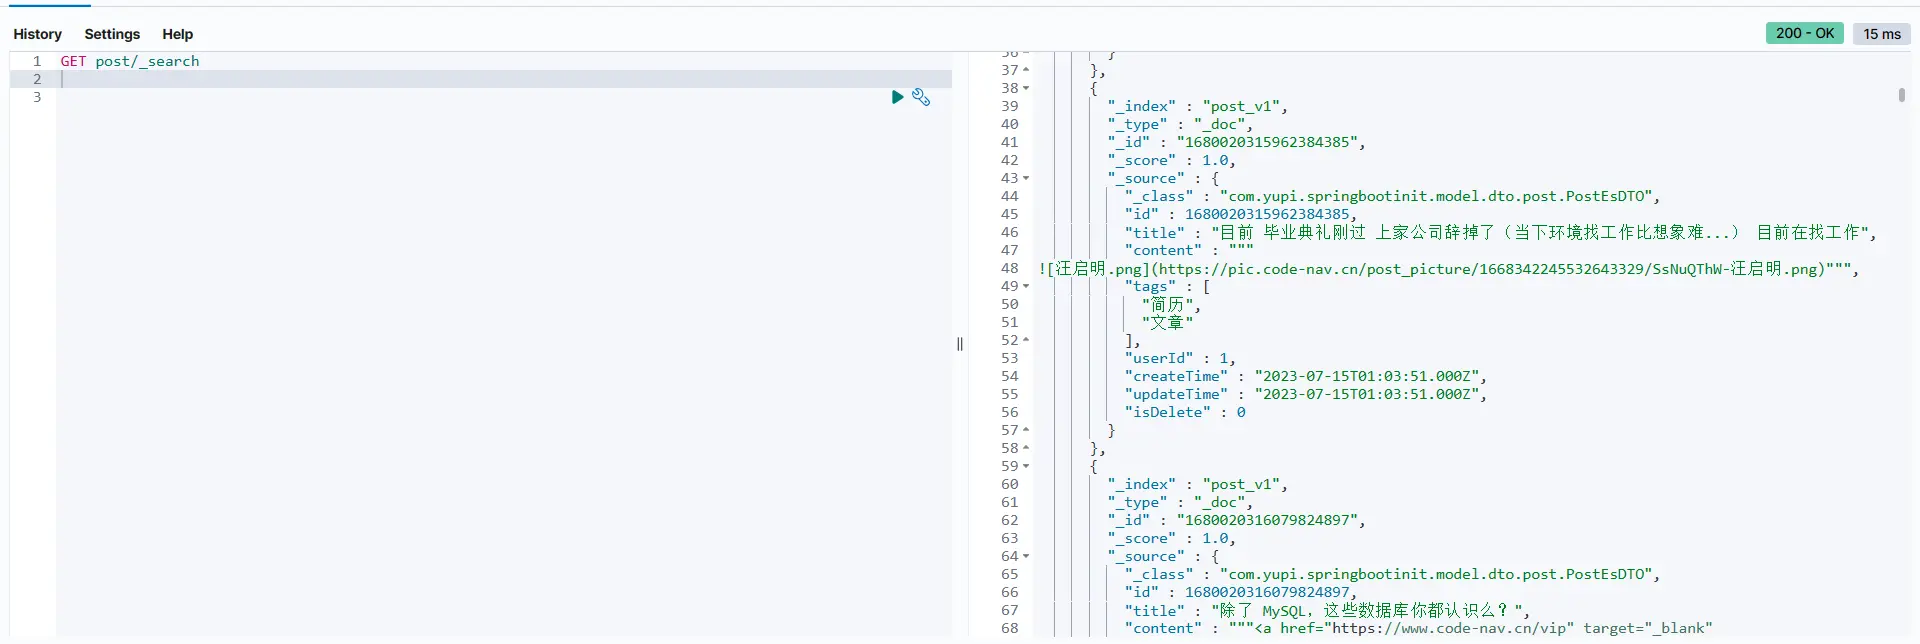 History Settings Help
200 - OK 15 ms
1 GET post/_search
2
3
36 }
37 },
38 {
39 "_index" : "post_v1",
40 "_type" : "_doc",
41 "_id" : "1680020315962384385",
42 "_score" : 1.0,
43 "_source" : {
44 "_class" : "com.yupi.springbootinit.model.dto.post.PostEsDTO",
45 "id" : 1680020315962384385,
46 "title" : "目前 毕业典礼刚过 上家公司辞掉了（当下环境找工作比想象难...） 目前在找工作",
47 "content" : """
48 ![汪启明.png](https://pic.code-nav.cn/post_picture/1668342245532643329/SsNuQThW-汪启明.png)""",
49 "tags" : [
50 "简历",
51 "文章"
52 ],
53 "userId" : 1,
54 "createTime" : "2023-07-15T01:03:51.000Z",
55 "updateTime" : "2023-07-15T01:03:51.000Z",
56 "isDelete" : 0
57 }
58 },
59 {
60 "_index" : "post_v1",
61 "_type" : "_doc",
62 "_id" : "1680020316079824897",
63 "_score" : 1.0,
64 "_source" : {
65 "_class" : "com.yupi.springbootinit.model.dto.post.PostEsDTO",
66 "id" : 1680020316079824897,
67 "title" : "除了 MySQL，这些数据库你都认识么？",
68 "content" : """<a href="https://www.code-nav.cn/vip" target="_blank"